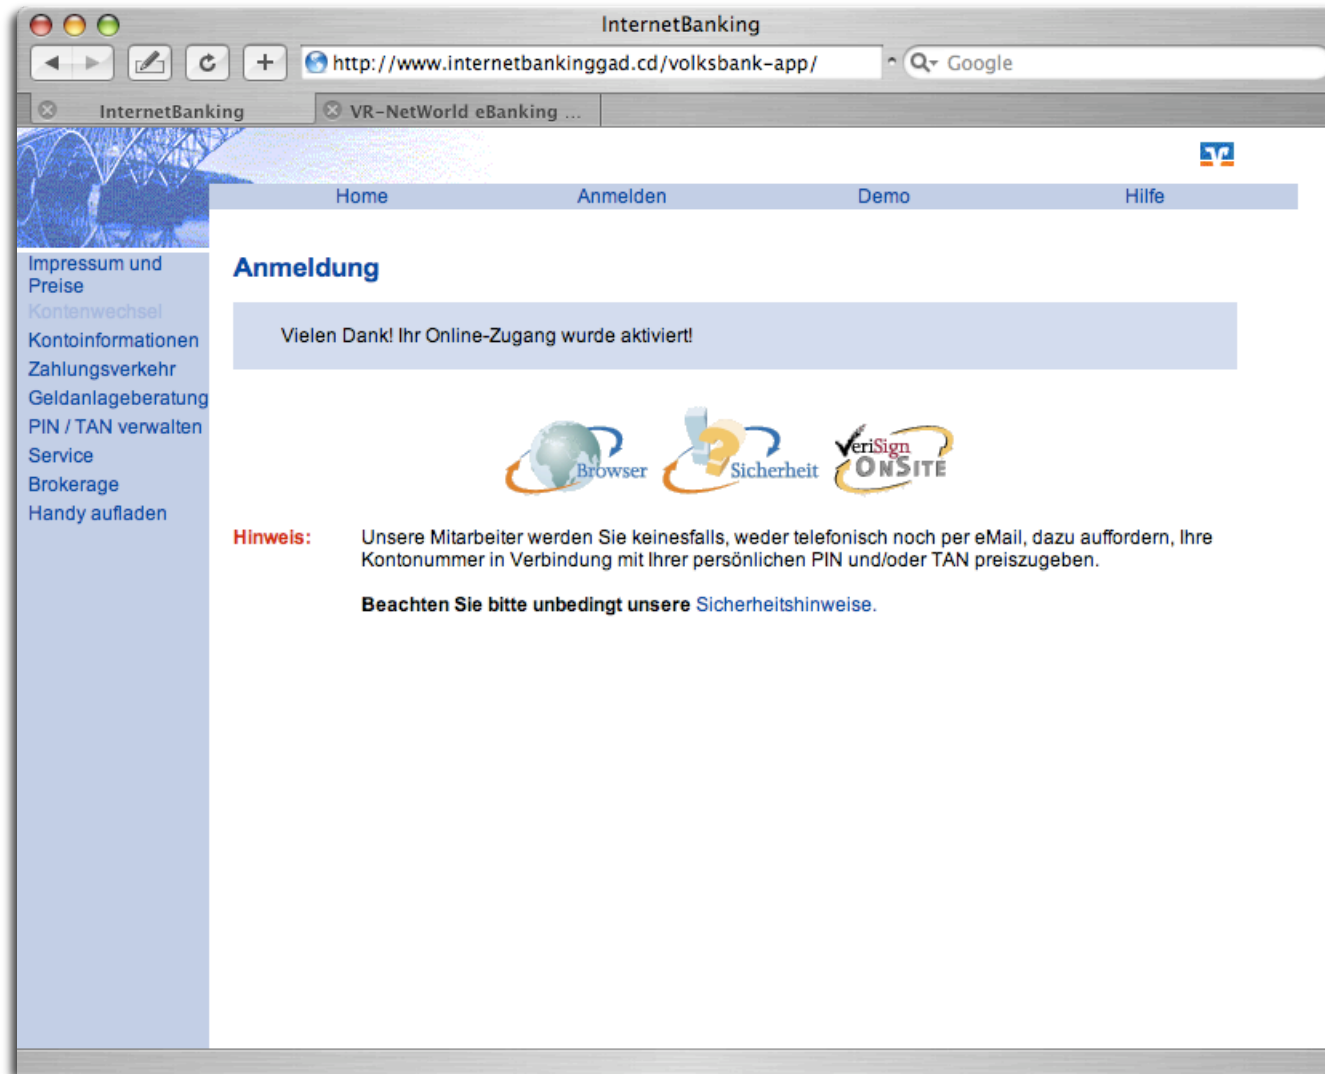 InternetBanking
http://www.internetbankinggad.cd/volksbank-app/
Google
InternetBanking
VR-NetWorld eBanking ...
Home Anmelden Demo Hilfe
Impressum und
Preise
Kontenwechsel
Kontoinformationen
Zahlungsverkehr
Geldanlageberatung
PIN / TAN verwalten
Service
Brokerage
Handy aufladen
Anmeldung
Vielen Dank! Ihr Online-Zugang wurde aktiviert!
Browser
Sicherheit
VeriSign
OnSite
Hinweis: Unsere Mitarbeiter werden Sie keinesfalls, weder telefonisch noch per eMail, dazu auffordern, Ihre
Kontonummer in Verbindung mit Ihrer persönlichen PIN und/oder TAN preiszugeben.
Beachten Sie bitte unbedingt unsere Sicherheitshinweise.